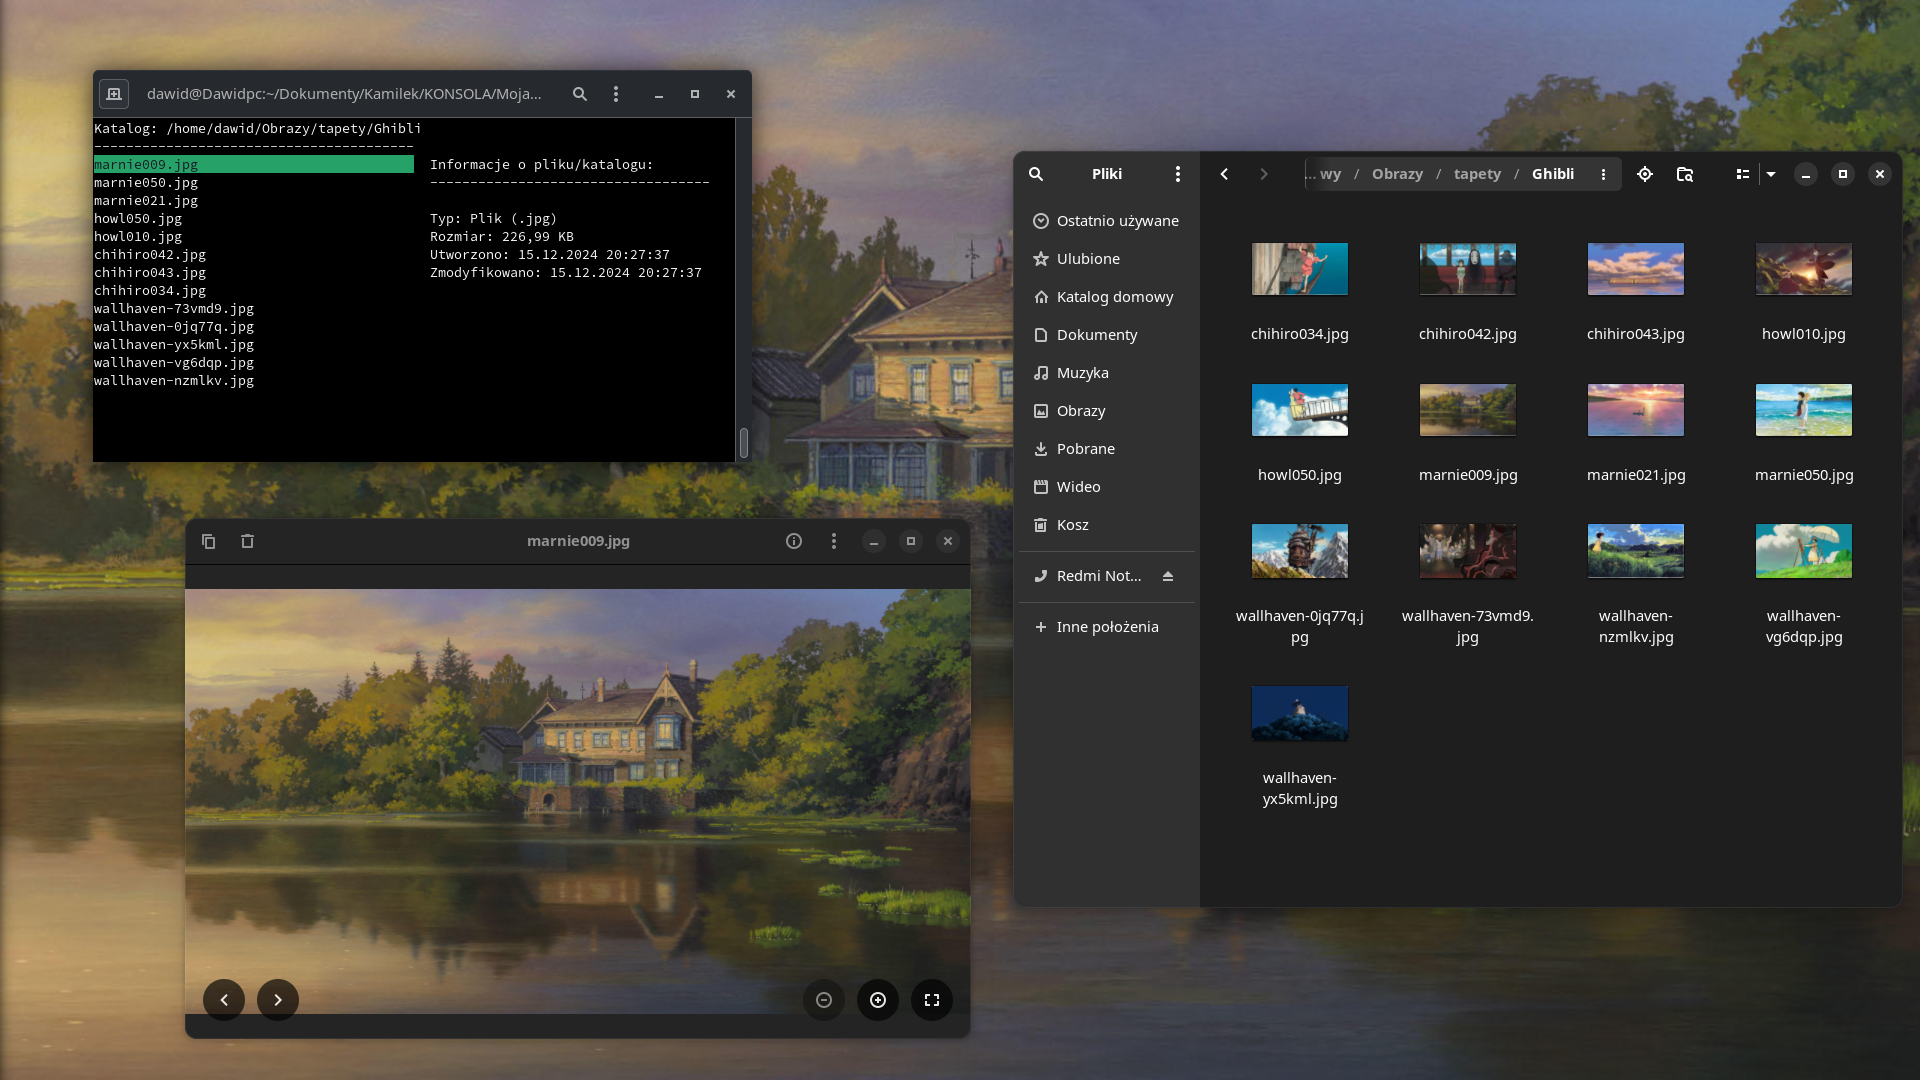 dawid@Dawidpc:~/Dokumenty/Kamilek/KONSOLA/Moja...
Katalog: /home/dawid/Obrazy/tapety/Ghibli
----------------------------------------
marnie009.jpg
marnie050.jpg
marnie021.jpg
howl050.jpg
howl010.jpg
chihiro042.jpg
chihiro043.jpg
chihiro034.jpg
wallhaven-73vmd9.jpg
wallhaven-0jq77q.jpg
wallhaven-yx5kml.jpg
wallhaven-vg6dqp.jpg
wallhaven-nzmlkv.jpg
Informacje o pliku/katalogu:
-----------------------------------
Typ: Plik (.jpg)
Rozmiar: 226,99 KB
Utworzono: 15.12.2024 20:27:37
Zmodyfikowano: 15.12.2024 20:27:37
marnie009.jpg
Pliki
... wy / Obrazy / tapety / Ghibli
Ostatnio używane
Ulubione
Katalog domowy
Dokumenty
Muzyka
Obrazy
Pobrane
Wideo
Kosz
Redmi Not...
Inne położenia
chihiro034.jpg
chihiro042.jpg
chihiro043.jpg
howl010.jpg
howl050.jpg
marnie009.jpg
marnie021.jpg
marnie050.jpg
wallhaven-0jq77q.j
pg
wallhaven-73vmd9.
jpg
wallhaven-
nzmlkv.jpg
wallhaven-
vg6dqp.jpg
wallhaven-
yx5kml.jpg